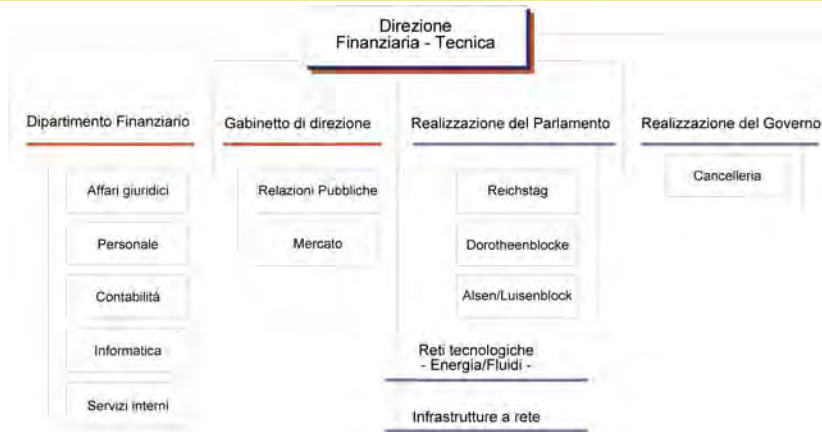 Direzione
Finanziaria - Tecnica
Dipartimento Finanziario
Gabinetto di direzione
Realizzazione del Parlamento
Realizzazione del Governo
Affari giuridici
Personale
Contabilità
Informatica
Servizi interni
Relazioni Pubbliche
Mercato
Reichstag
Dorotheenblocke
Alsen/Luisenblock
Reti tecnologiche
- Energia/Fluidi -
Infrastrutture a rete
Cancelleria